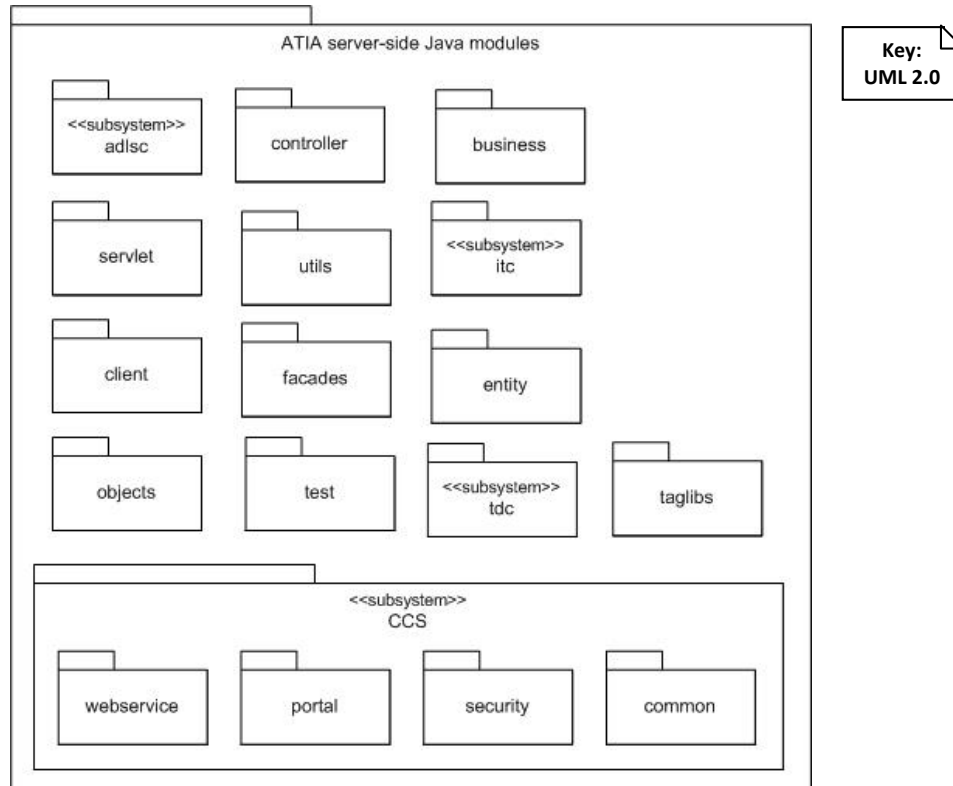 ATIA server-side Java modules
Key:
UML 2.0
<<subsystem>>
adlsc
controller
business
servlet
utils
<<subsystem>>
itc
client
facades
entity
objects
test
<<subsystem>>
tdc
taglibs
<<subsystem>>
CCS
webservice
portal
security
common